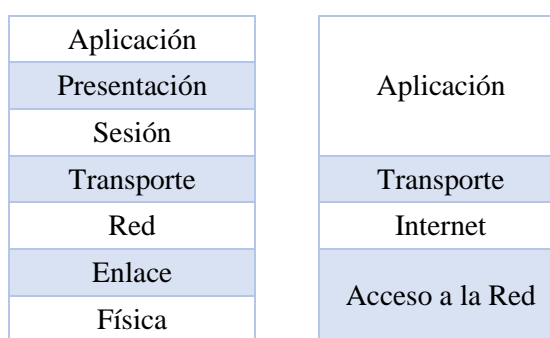 Aplicación
Presentación
Sesión
Transporte
Red
Enlace
Física
Aplicación
Transporte
Internet
Acceso a la Red